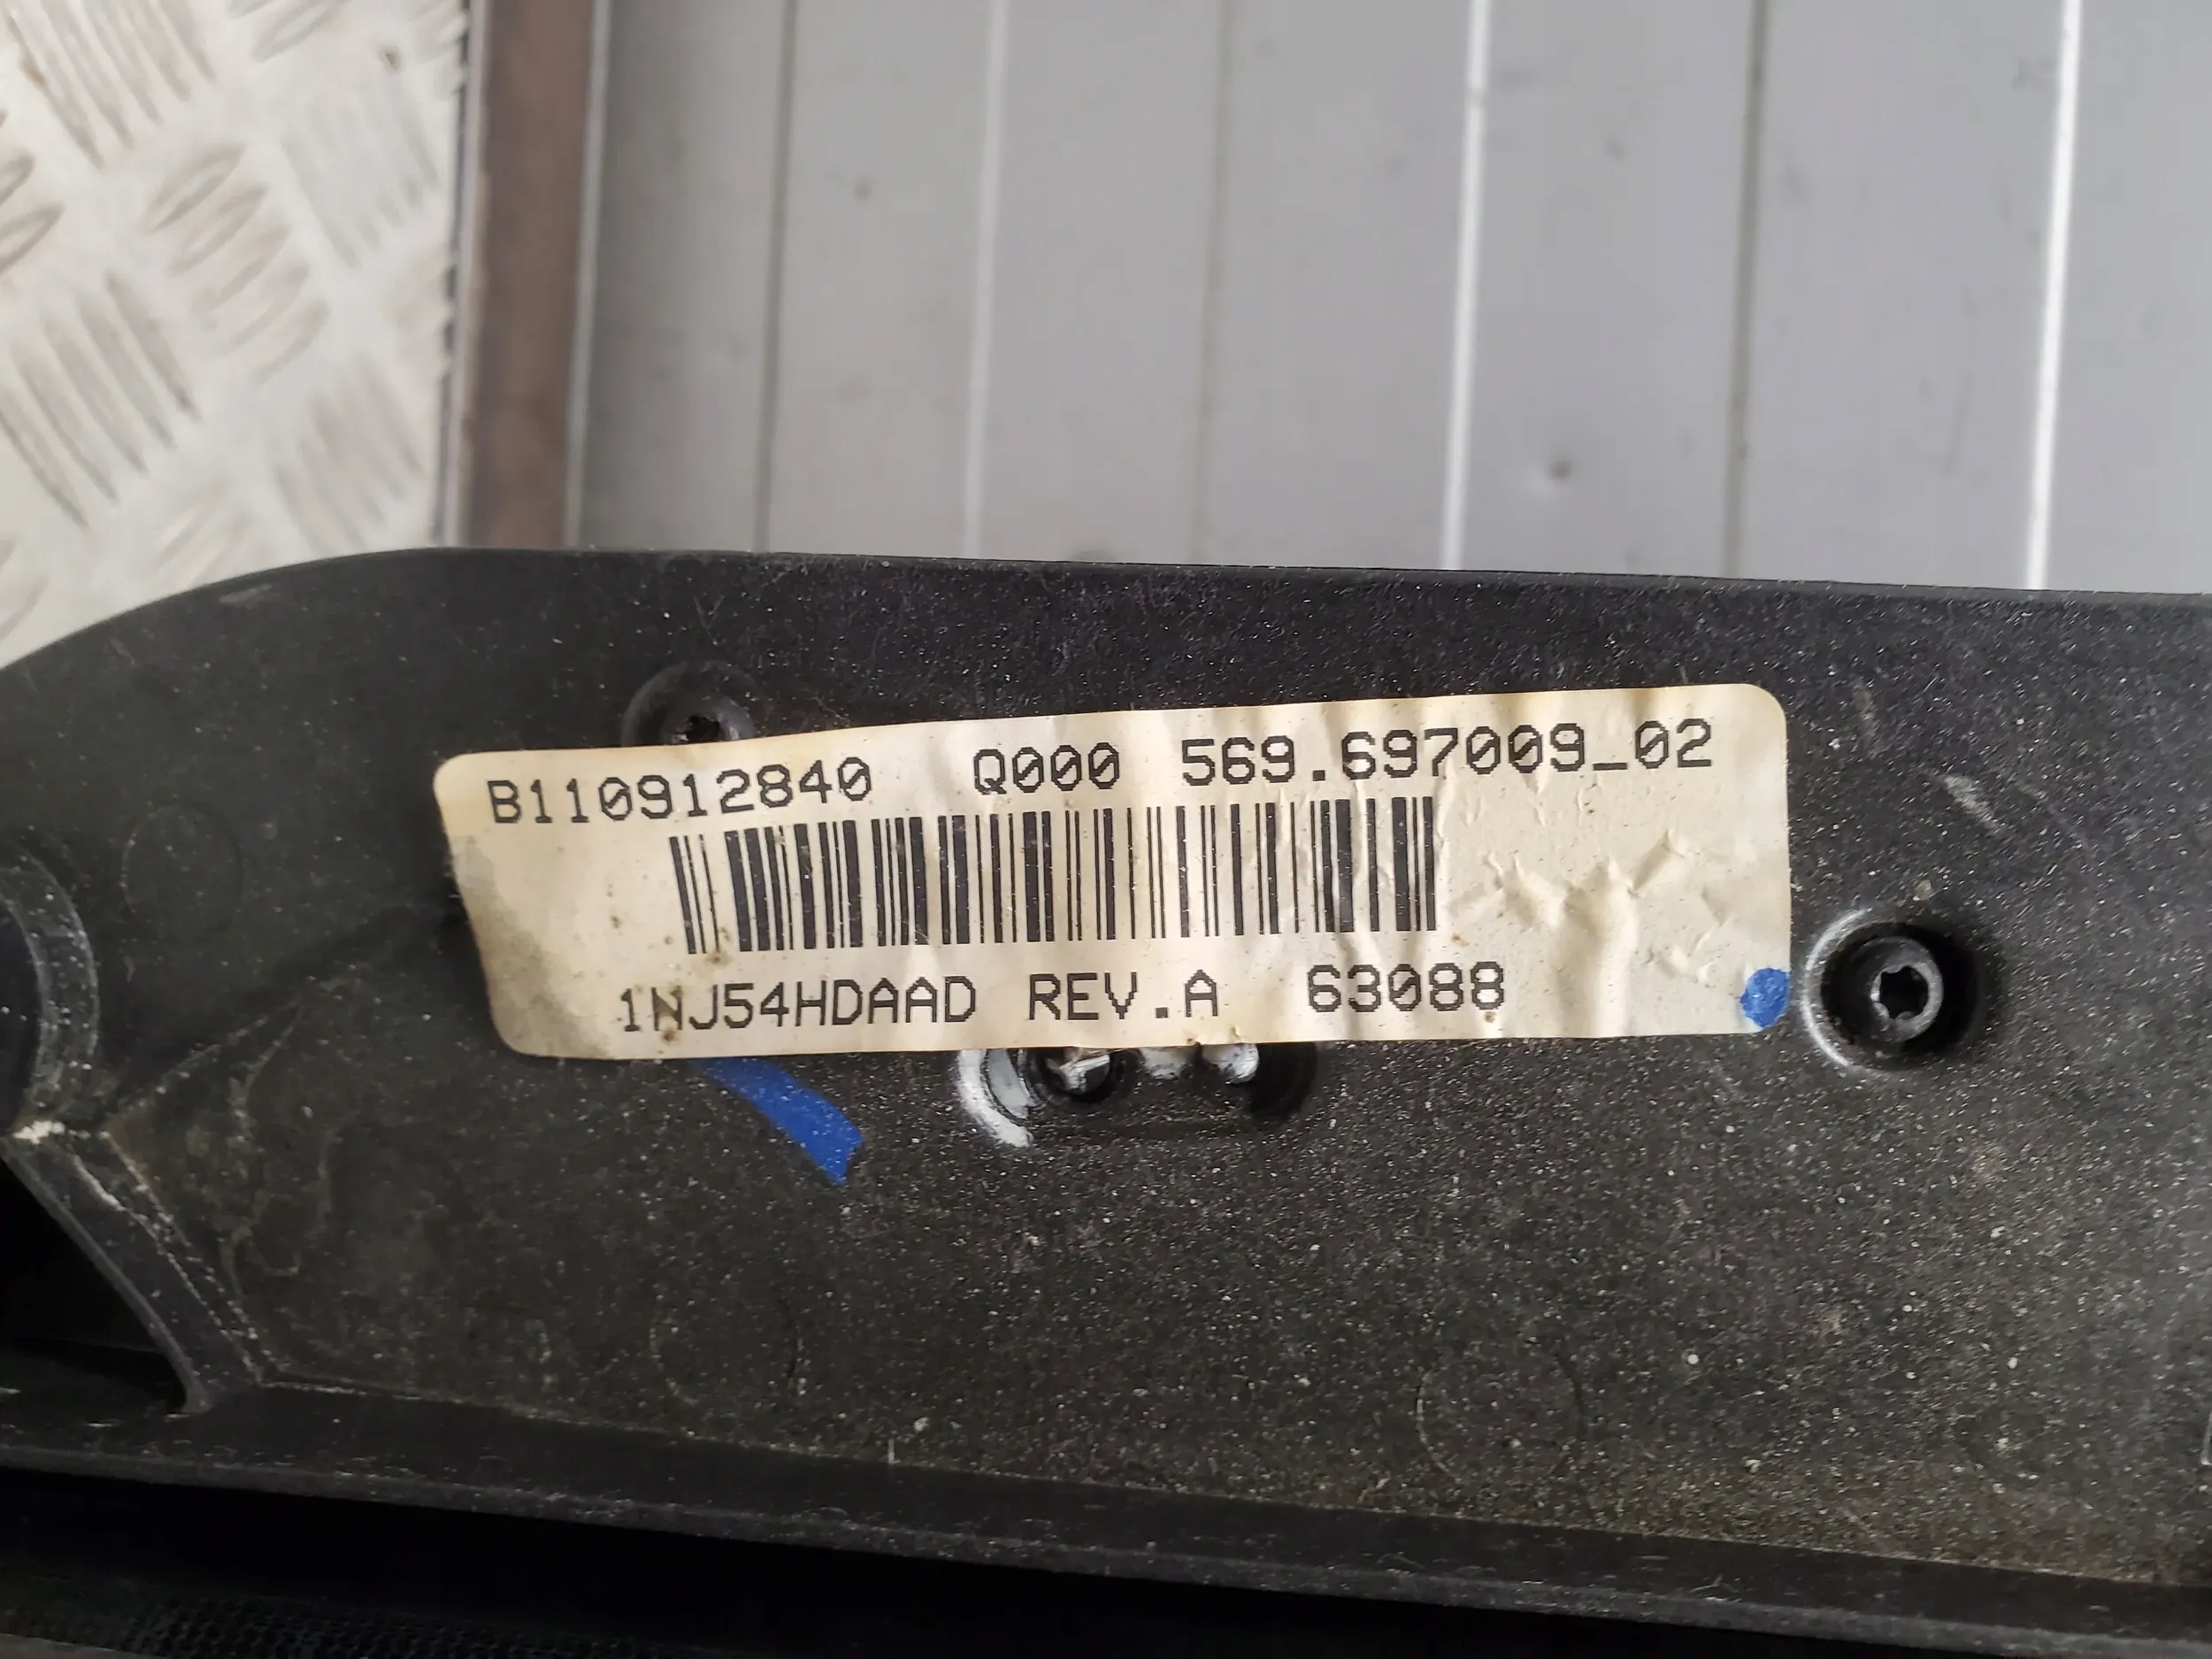 B110912840 Q000 569.697009_02
1NJ54HDAAD REV.A 63088